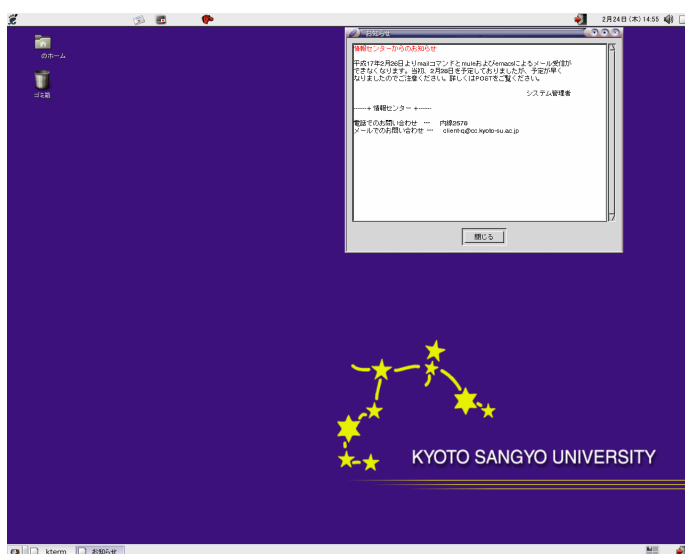 2月24日 (木) 14:55
のホーム
ゴミ箱
お知らせ
情報センターからのお知らせ
平成17年2月26日よりmailコマンドとmuleおよびemacsによるメール受信が
できなくなります。当初、2月28日を予定しておりましたが、予定が早く
なりましたのでご注意ください。詳しくはPOSTをご覧ください。
システム管理者
------+ 情報センター +------
電話でのお問い合わせ … 内線2578
メールでのお問い合わせ … client-q@cc.kyoto-su.ac.jp
閉じる
KYOTO SANGYO UNIVERSITY
kterm
お知らせ